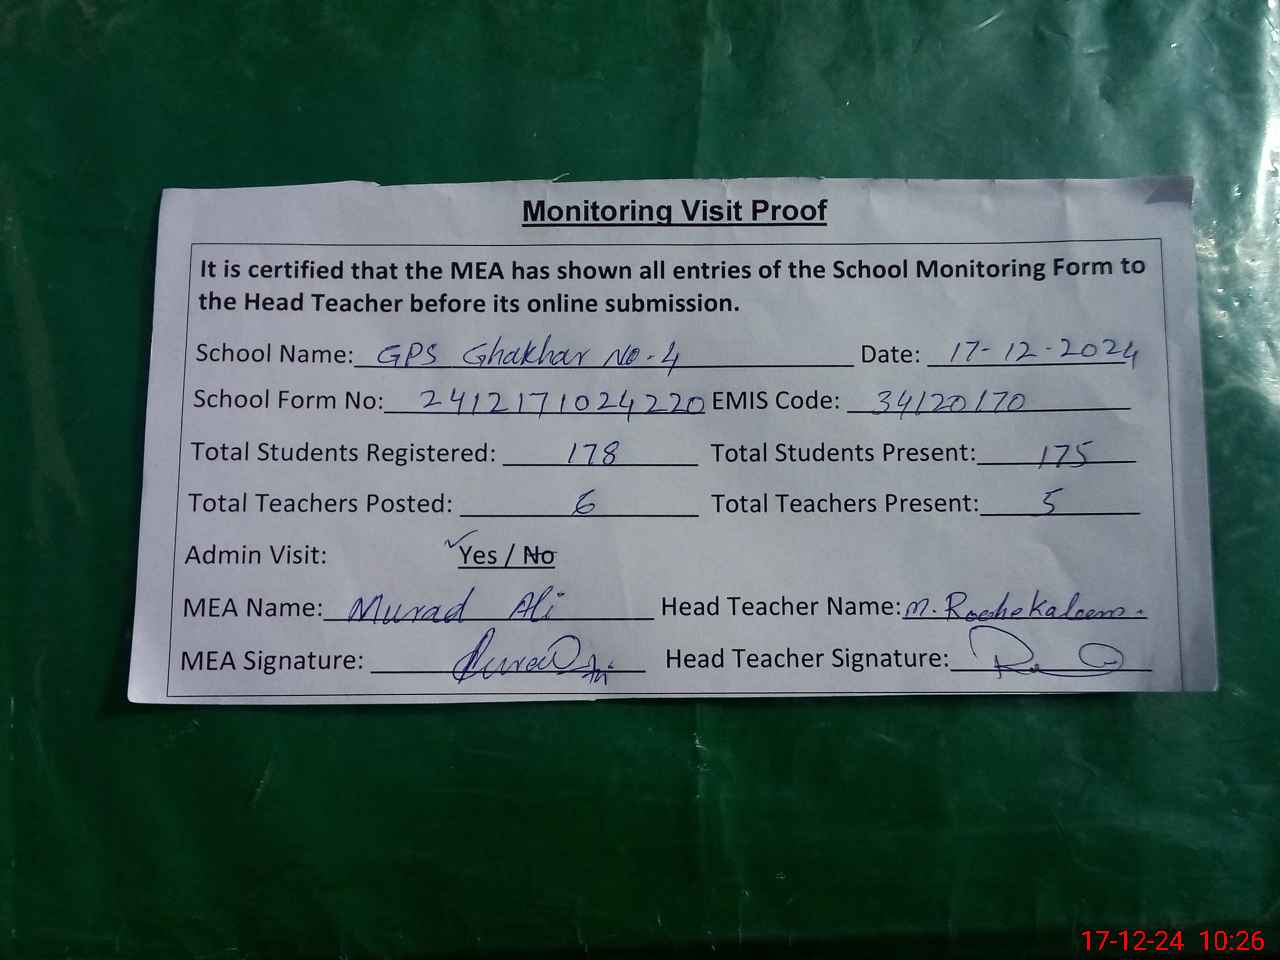 Monitoring Visit Proof
It is certified that the MEA has shown all entries of the School Monitoring Form to
the Head Teacher before its online submission.
School Name: GPS Ghakhar No-4 Date: 17-12-2024
School Form No: 2412171024220 EMIS Code: 34120170
Total Students Registered: 178 Total Students Present: 175
Total Teachers Posted: 6 Total Teachers Present: 5
Admin Visit: Yes / No
MEA Name: Murad Ali Head Teacher Name: M.
MEA Signature: Head Teacher Signature:
17-12-24 10:26